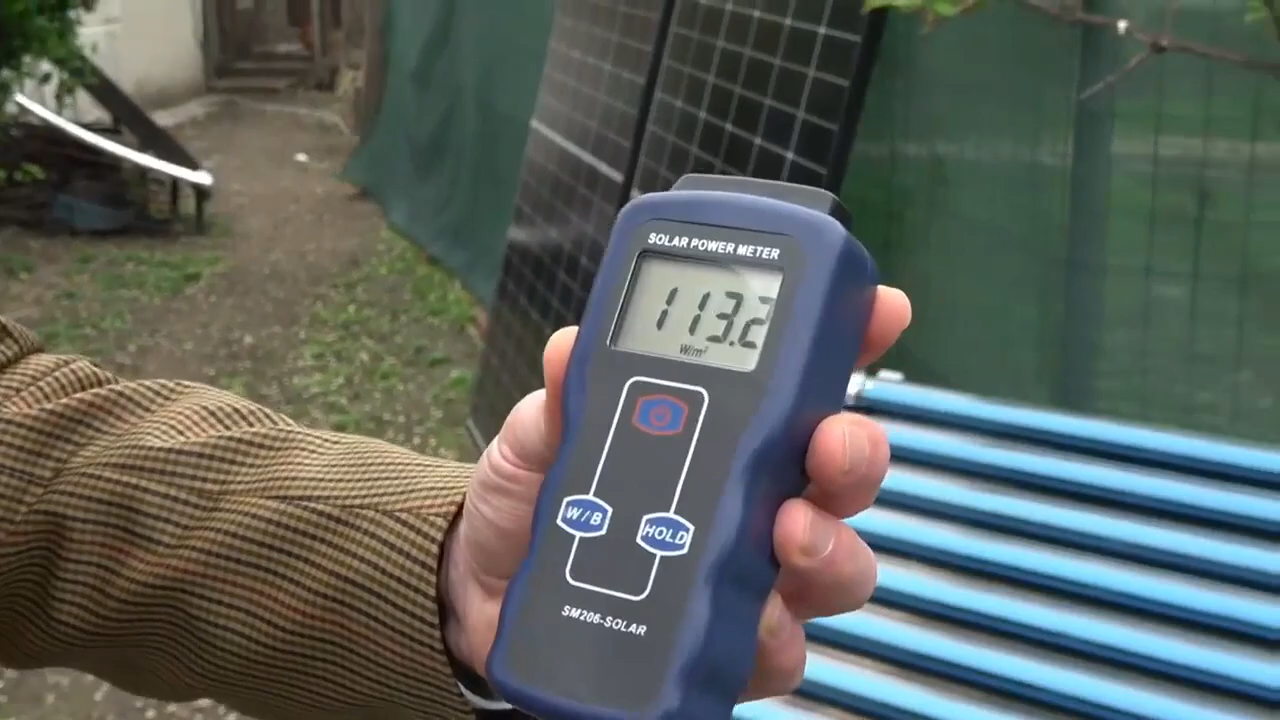 SOLAR POWER METER
113.2
W/m²
W/B
HOLD
SM206-SOLAR